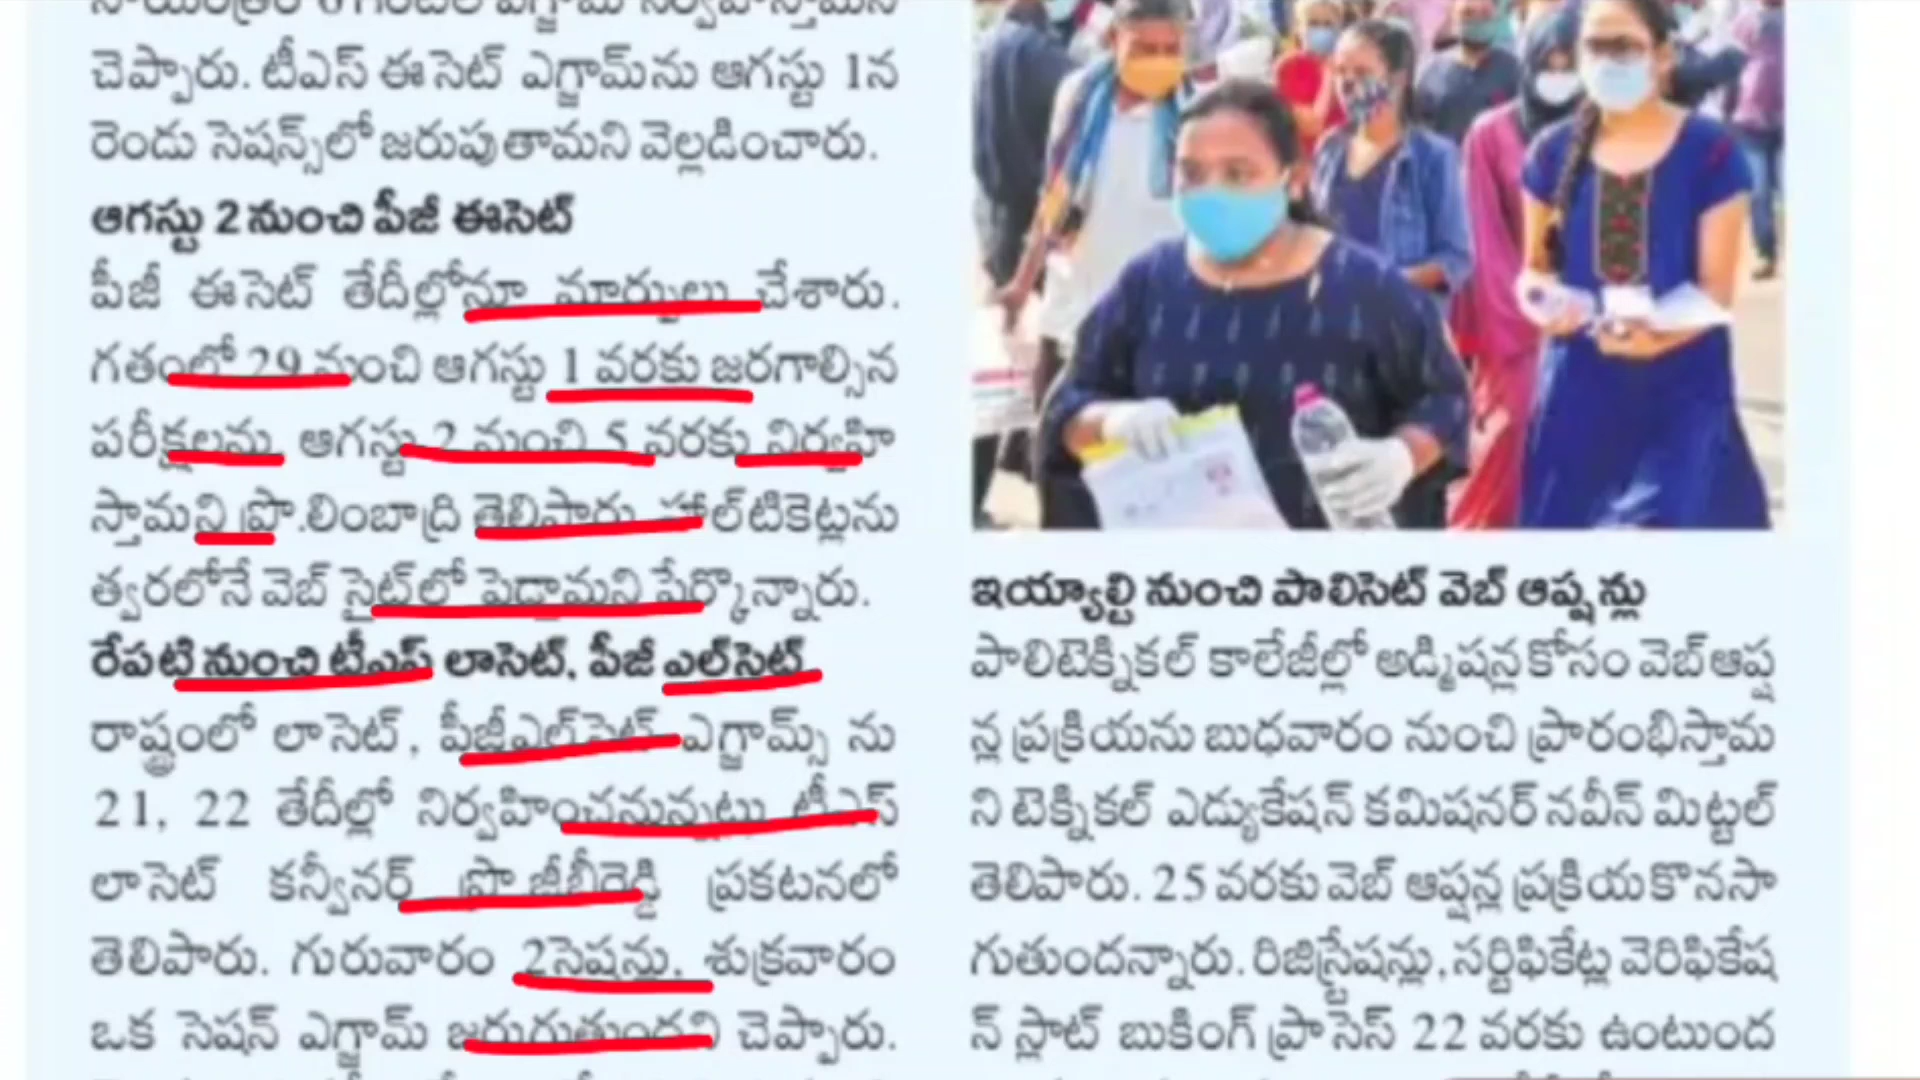 చెప్పారు. టీఎస్ ఈసెట్ ఎగ్జామ్‌ను ఆగస్టు 1న
రెండు సెషన్స్‌లో జరుపుతామని వెల్లడించారు.
ఆగస్టు 2 నుంచి పీజీ ఈసెట్
పీజీ ఈసెట్ తేదీల్లోనూ మార్పులు చేశారు.
గతంలో 29 నుంచి ఆగస్టు 1 వరకు జరగాల్సిన
పరీక్షలను ఆగస్టు 2 నుంచి 5 వరకు నిర్వహి
స్తామని ప్రొ.లింబాద్రి తెలిపారు. హాల్‌టికెట్లను
త్వరలోనే వెబ్ సైట్‌లో పెడ్తామని పేర్కొన్నారు.
రేపటి నుంచి టీఎస్ లాసెట్, పీజీ ఎల్‌సెట్
రాష్ట్రంలో లాసెట్, పీజీఎల్‌సెట్ ఎగ్జామ్స్ ను
21, 22 తేదీల్లో నిర్వహించనున్నట్టు టీఎస్
లాసెట్ కన్వీనర్ ప్రొ.జీబీరెడ్డి ప్రకటనలో
తెలిపారు. గురువారం 2సెషన్లు, శుక్రవారం
ఒక సెషన్ ఎగ్జామ్ జరుగుతుందని చెప్పారు.
ఇయ్యాల్టి నుంచి పాలిసెట్ వెబ్ ఆప్షన్లు
పాలిటెక్నికల్ కాలేజీల్లో అడ్మిషన్ల కోసం వెబ్ ఆప్ష
న్ల ప్రక్రియను బుధవారం నుంచి ప్రారంభిస్తామ
ని టెక్నికల్ ఎడ్యుకేషన్ కమిషనర్ నవీన్ మిట్టల్
తెలిపారు. 25 వరకు వెబ్ ఆప్షన్ల ప్రక్రియ కొనసా
గుతుందన్నారు. రిజిస్ట్రేషన్లు, సర్టిఫికేట్ల వెరిఫికేష
న్ స్లాట్ బుకింగ్ ప్రాసెస్ 22 వరకు ఉంటుంద